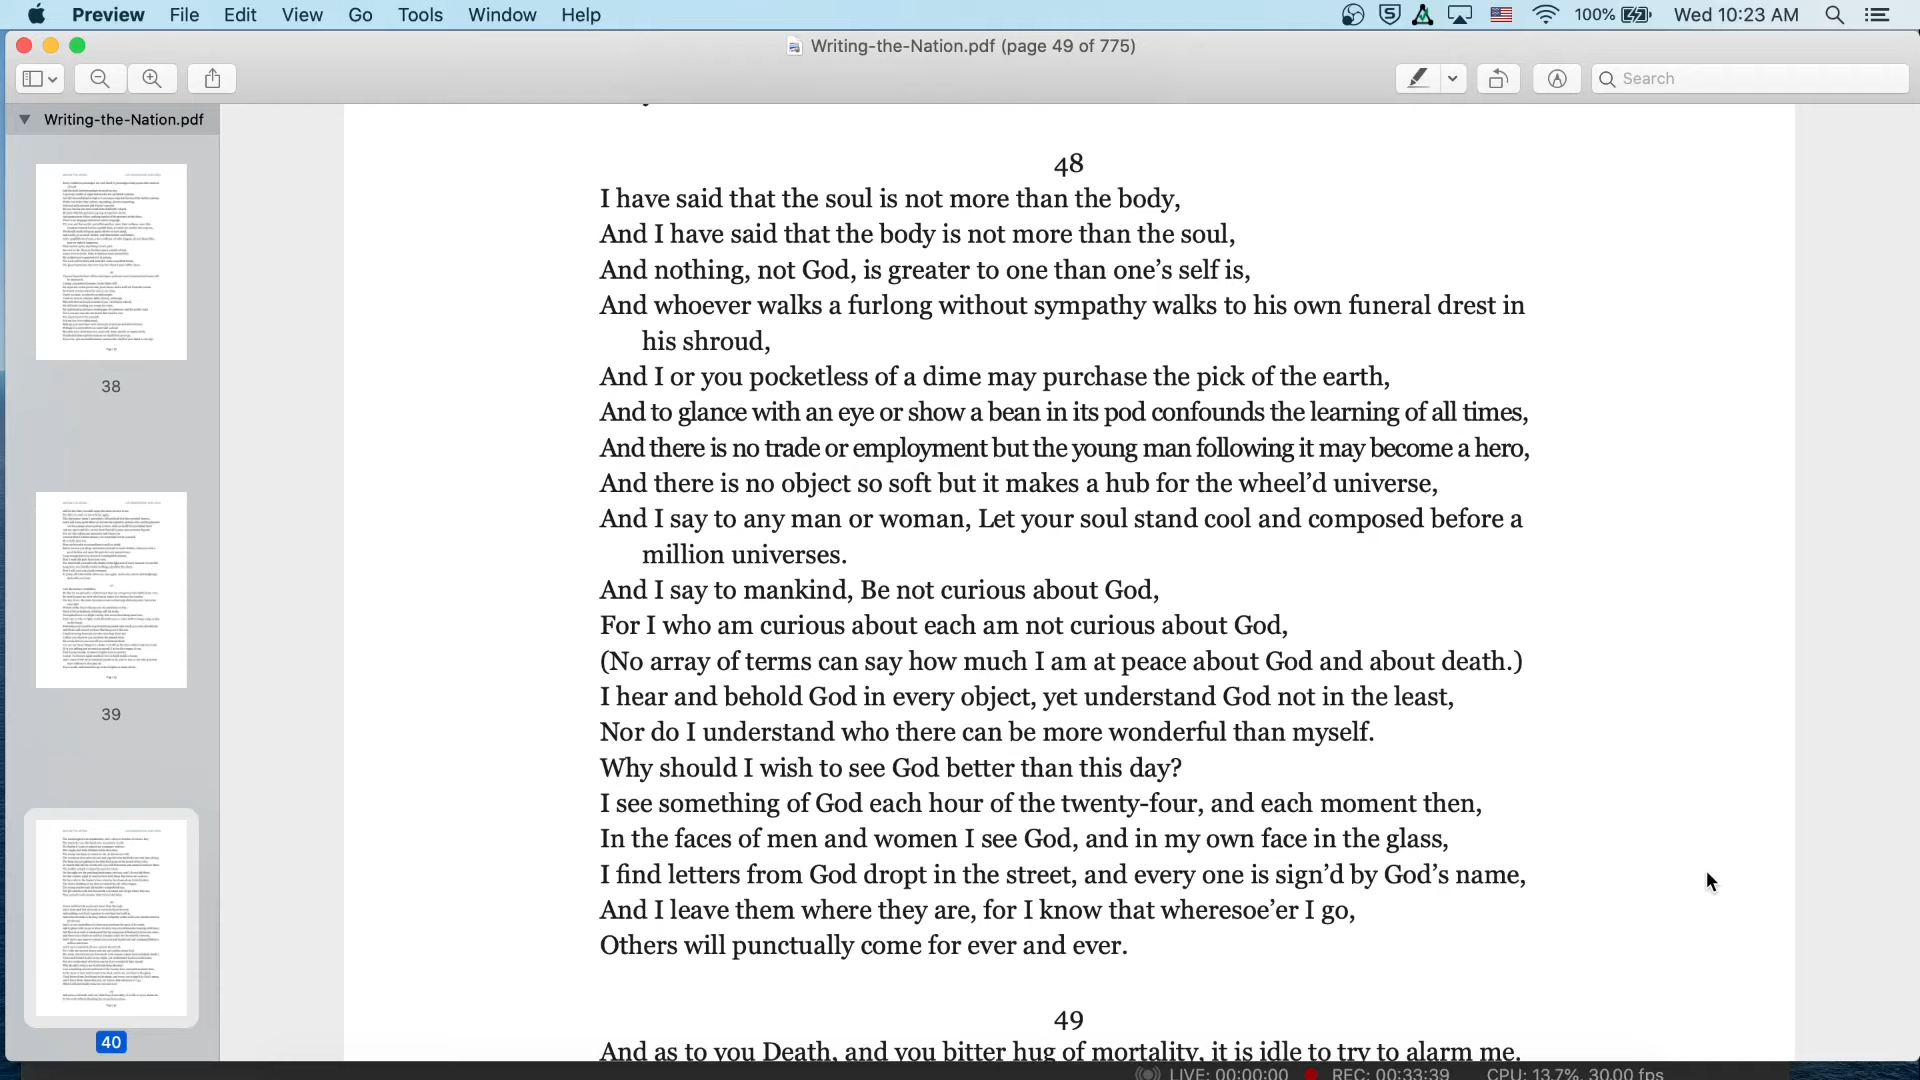 Preview File Edit View Go Tools Window Help
100% Wed 10:23 AM
Writing-the-Nation.pdf (page 49 of 775)
Search
Writing-the-Nation.pdf
38
39
40
48
I have said that the soul is not more than the body,
And I have said that the body is not more than the soul,
And nothing, not God, is greater to one than one’s self is,
And whoever walks a furlong without sympathy walks to his own funeral drest in
his shroud,
And I or you pocketless of a dime may purchase the pick of the earth,
And to glance with an eye or show a bean in its pod confounds the learning of all times,
And there is no trade or employment but the young man following it may become a hero,
And there is no object so soft but it makes a hub for the wheel’d universe,
And I say to any man or woman, Let your soul stand cool and composed before a
million universes.
And I say to mankind, Be not curious about God,
For I who am curious about each am not curious about God,
(No array of terms can say how much I am at peace about God and about death.)
I hear and behold God in every object, yet understand God not in the least,
Nor do I understand who there can be more wonderful than myself.
Why should I wish to see God better than this day?
I see something of God each hour of the twenty-four, and each moment then,
In the faces of men and women I see God, and in my own face in the glass,
I find letters from God dropt in the street, and every one is sign’d by God’s name,
And I leave them where they are, for I know that wheresoe’er I go,
Others will punctually come for ever and ever.
49
And as to you Death, and you bitter hug of mortality, it is idle to try to alarm me.
LIVE: 00:00:00 REC: 00:33:39 CPU: 13.7%, 30.00 fps